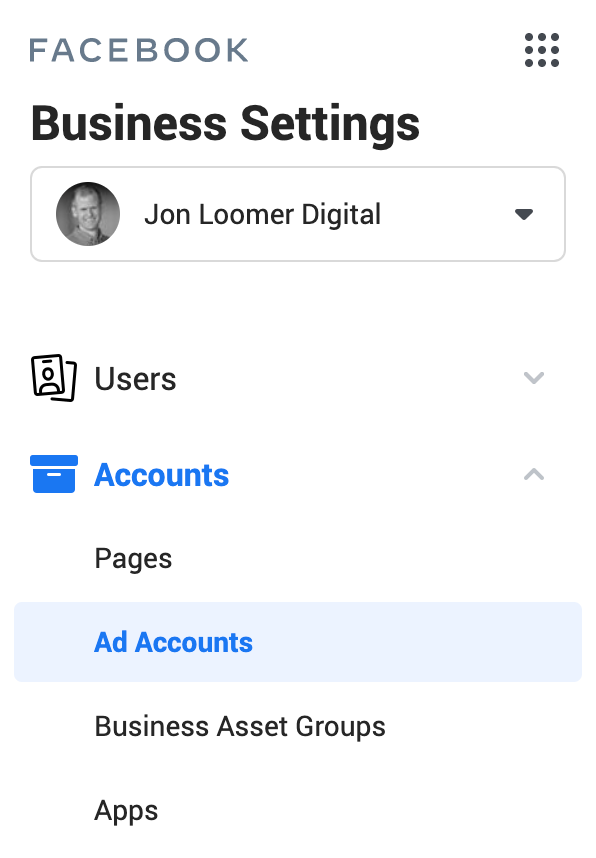 FACEBOOK
Business Settings
Jon Loomer Digital
Users
Accounts
Pages
Ad Accounts
Business Asset Groups
Apps